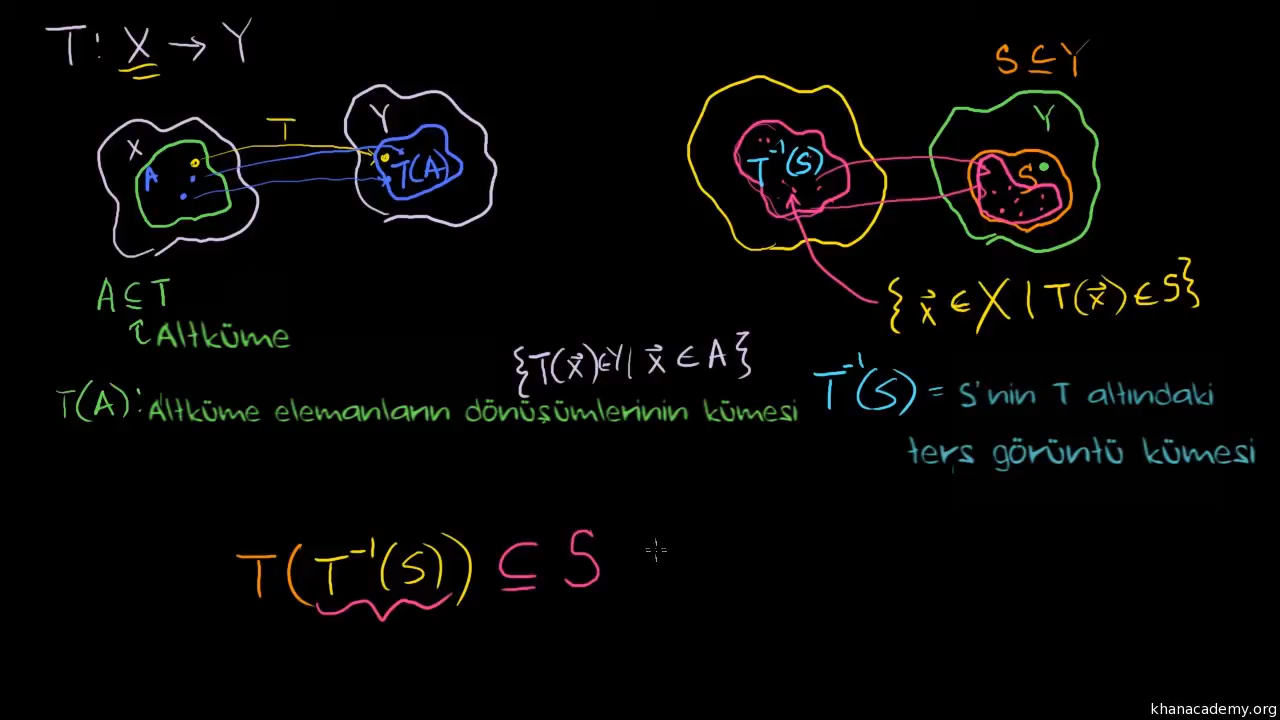 T: X → Y
S ⊆ Y
X
A
T
Y
T(A)
T⁻¹(S)
Y
S
A ⊆ T
Altküme
{x⃗ ∈ X | T(x⃗) ∈ S}
{T(x⃗) ∈ Y | x⃗ ∈ A}
T(A): Altküme elemanların dönüşümlerinin kümesi
T⁻¹(S) = S'nin T altındaki
ters görüntü kümesi
T(T⁻¹(S)) ⊆ S
khanacademy.org